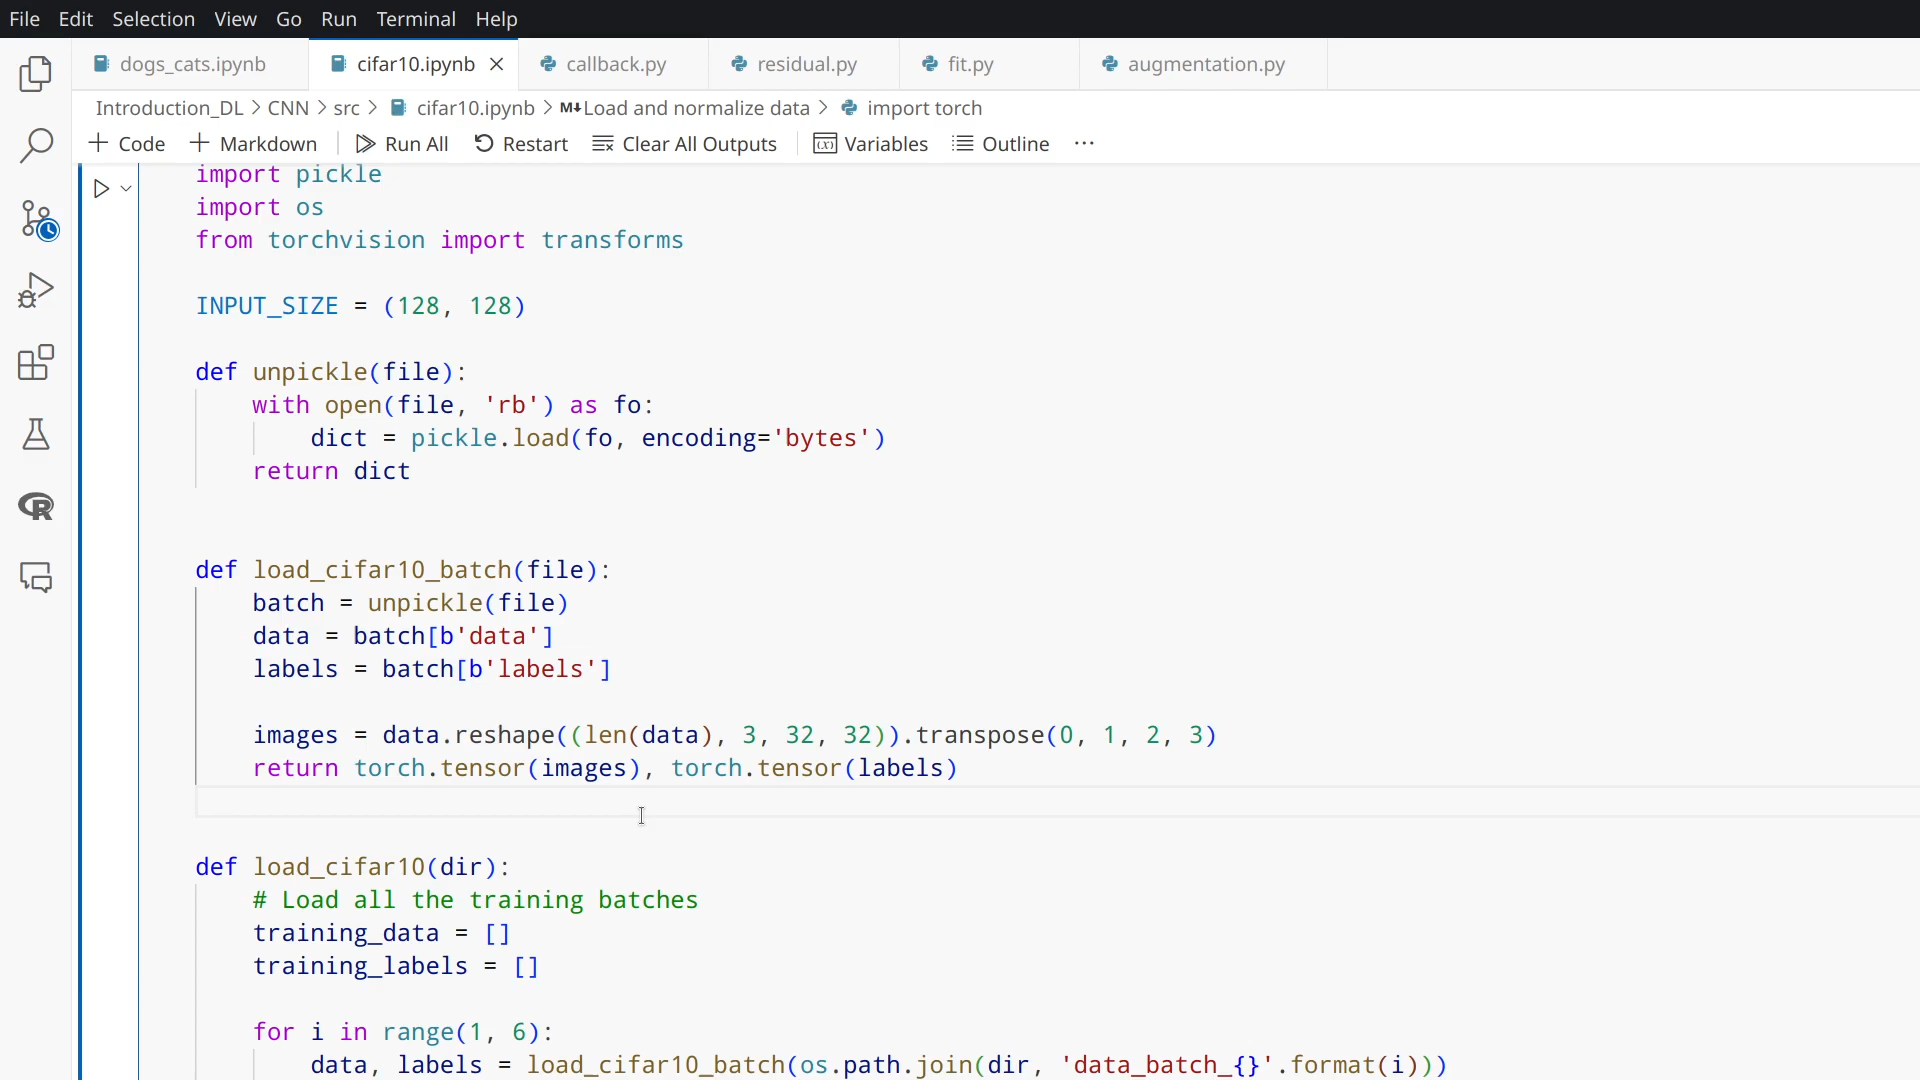 File Edit Selection View Go Run Terminal Help
dogs_cats.ipynb cifar10.ipynb callback.py residual.py fit.py augmentation.py
Introduction_DL > CNN > src > cifar10.ipynb > M↓Load and normalize data > import torch
Code Markdown Run All Restart Clear All Outputs Variables Outline ...
import pickle
import os
from torchvision import transforms
INPUT_SIZE = (128, 128)
def unpickle(file):
with open(file, 'rb') as fo:
dict = pickle.load(fo, encoding='bytes')
return dict
def load_cifar10_batch(file):
batch = unpickle(file)
data = batch[b'data']
labels = batch[b'labels']
images = data.reshape((len(data), 3, 32, 32)).transpose(0, 1, 2, 3)
return torch.tensor(images), torch.tensor(labels)
def load_cifar10(dir):
# Load all the training batches
training_data = []
training_labels = []
for i in range(1, 6):
data, labels = load_cifar10_batch(os.path.join(dir, 'data_batch_{}'.format(i)))